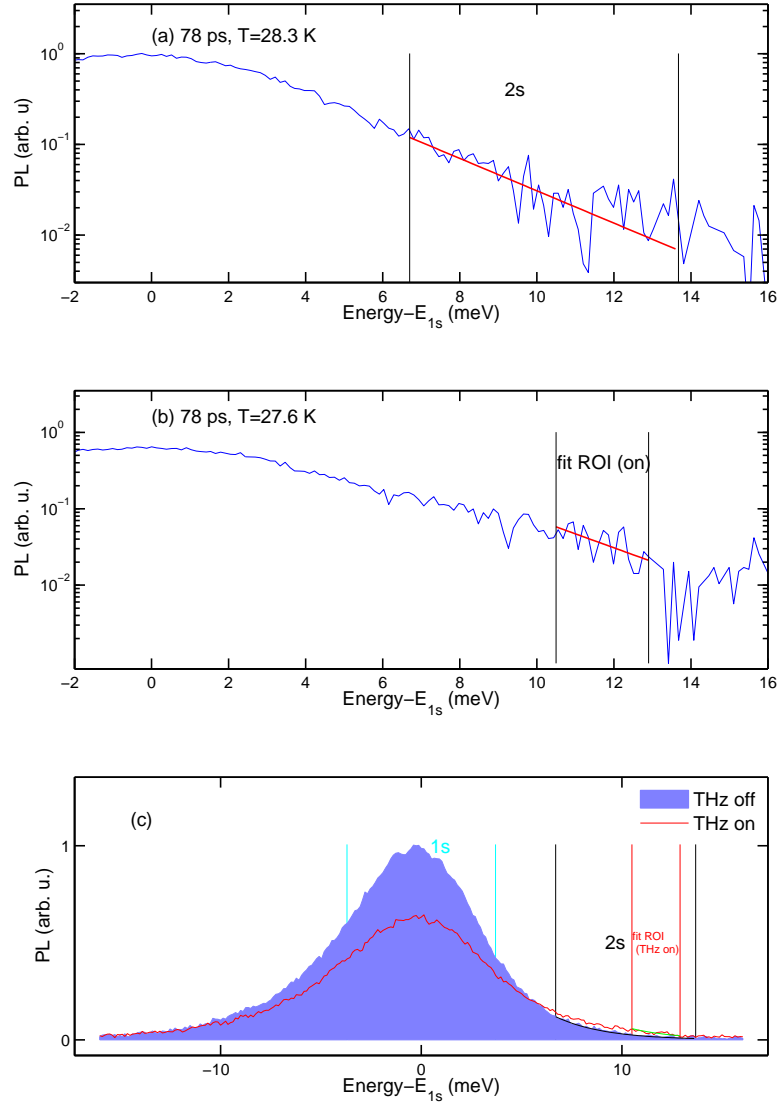 (a) 78 ps, T=28.3 K
2s
PL (arb. u)
10^0
10^-1
10^-2
−2 0 2 4 6 8 10 12 14 16
Energy−E_1s (meV)
(b) 78 ps, T=27.6 K
fit ROI (on)
PL (arb. u.)
10^0
10^-1
10^-2
−2 0 2 4 6 8 10 12 14 16
Energy−E_1s (meV)
(c)
THz off
THz on
1s
2s
fit ROI
(THz on)
PL (arb. u.)
1
0
−10 0 10
Energy−E_1s (meV)